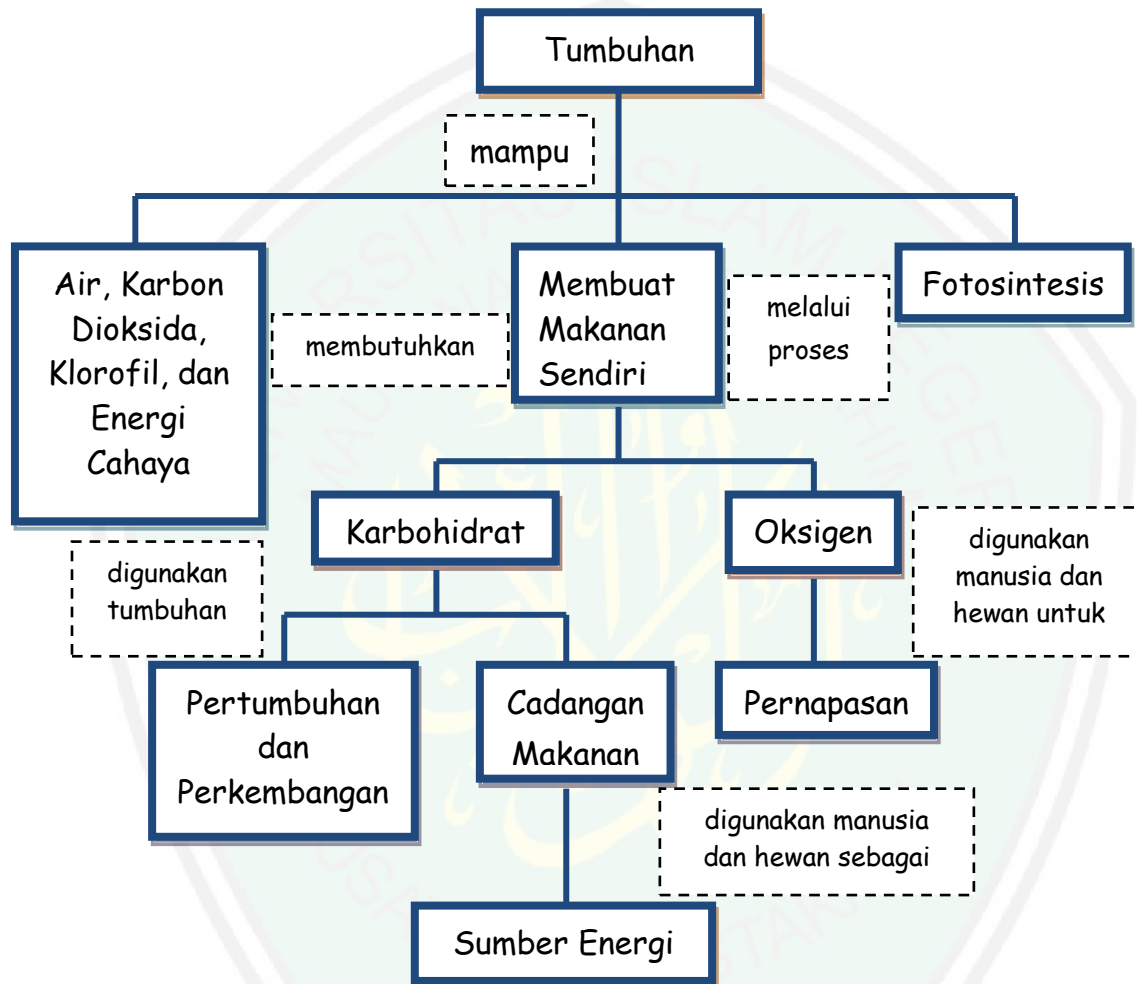 Tumbuhan
mampu
Air, Karbon
Dioksida,
Klorofil, dan
Energi
Cahaya
membutuhkan
Membuat
Makanan
Sendiri
melalui
proses
Fotosintesis
Karbohidrat
Oksigen
digunakan
tumbuhan
digunakan
manusia dan
hewan untuk
Pertumbuhan
dan
Perkembangan
Cadangan
Makanan
Pernapasan
digunakan manusia
dan hewan sebagai
Sumber Energi